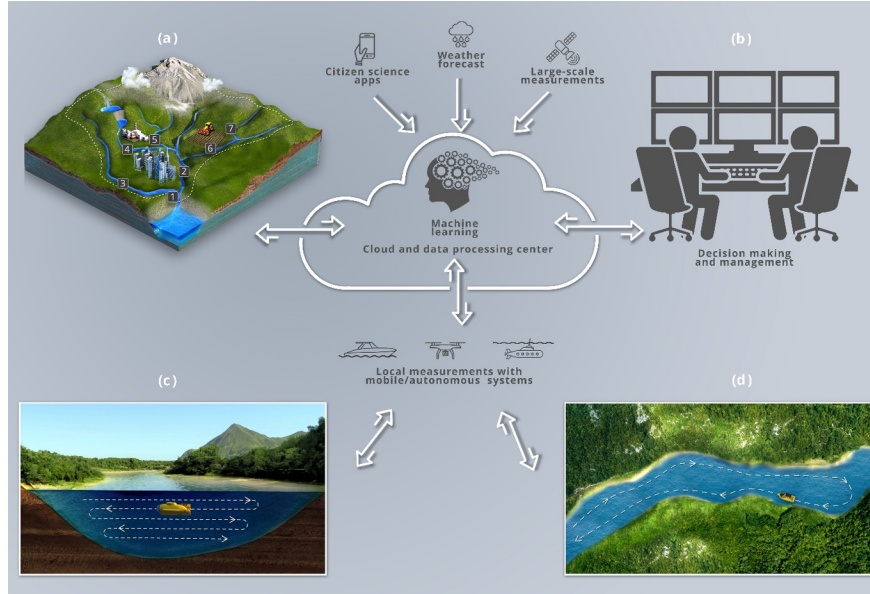 (a)
Citizen science
apps
Weather
forecast
Large-scale
measurements
(b)
7
5
4
6
2
3
1
Machine
learning
Cloud and data processing center
Decision making
and management
Local measurements with
mobile/autonomous systems
(c)
(d)